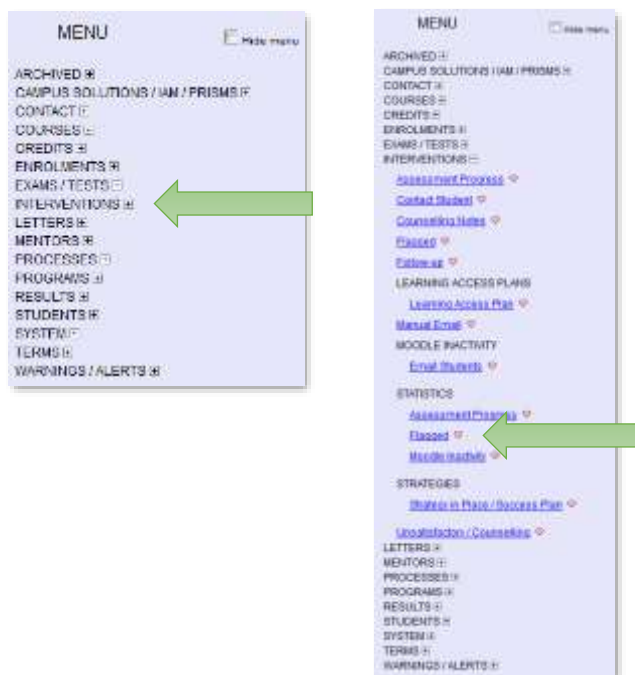 MENU
Hide menu
ARCHIVED
CAMPUS SOLUTIONS / IAM / PRISMS
CONTACT
COURSES
CREDITS
ENROLMENTS
EXAMS / TESTS
INTERVENTIONS
LETTERS
MENTORS
PROCESSES
PROGRAMS
RESULTS
STUDENTS
SYSTEM
TERMS
WARNINGS / ALERTS
MENU
Hide menu
ARCHIVED
CAMPUS SOLUTIONS / IAM / PRISMS
CONTACT
COURSES
CREDITS
ENROLMENTS
EXAMS / TESTS
INTERVENTIONS
Assessment Progress
Contact Student
Counselling Notes
Flagged
Follow-up
LEARNING ACCESS PLANS
Learning Access Plan
Manual Email
MOODLE INACTIVITY
Email Students
STATISTICS
Assessment Progress
Flagged
Moodle Inactivity
STRATEGIES
Strategy in Place / Success Plan
Unsatisfactory / Counselling
LETTERS
MENTORS
PROCESSES
PROGRAMS
RESULTS
STUDENTS
SYSTEM
TERMS
WARNINGS / ALERTS